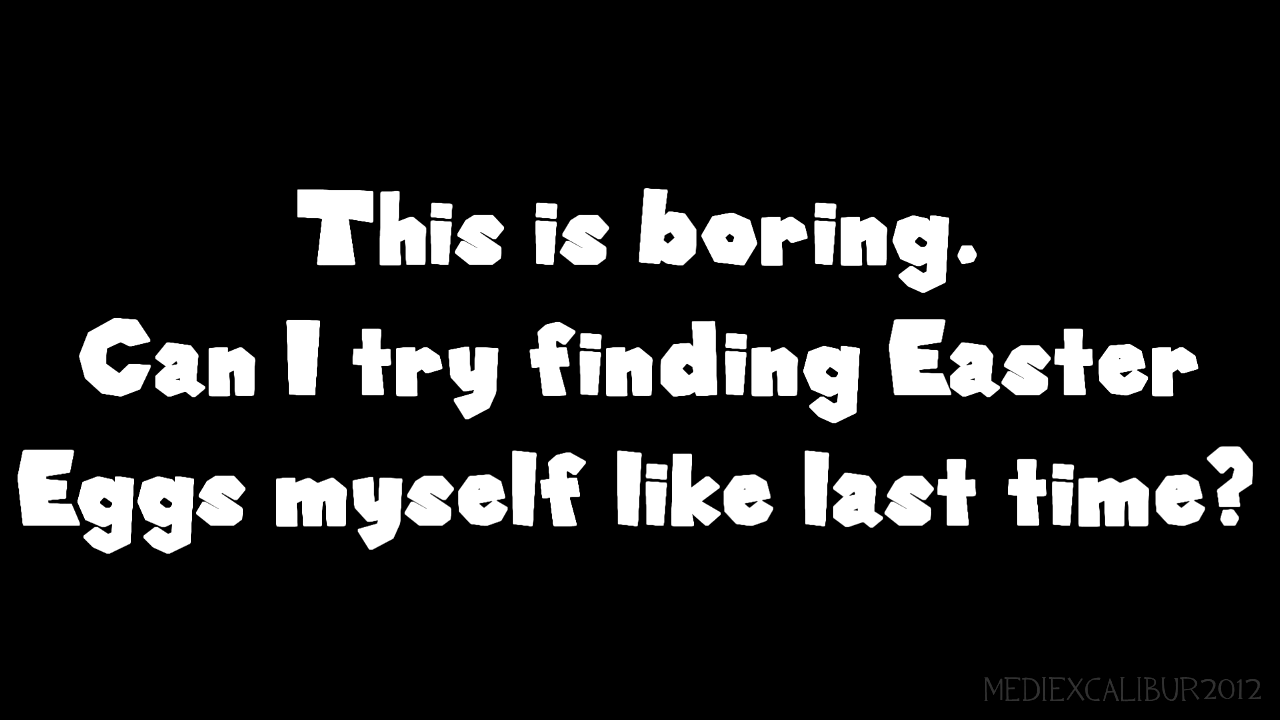 This is boring.
Can I try finding Easter
Eggs myself like last time?
MEDIEXCALIBUR2012